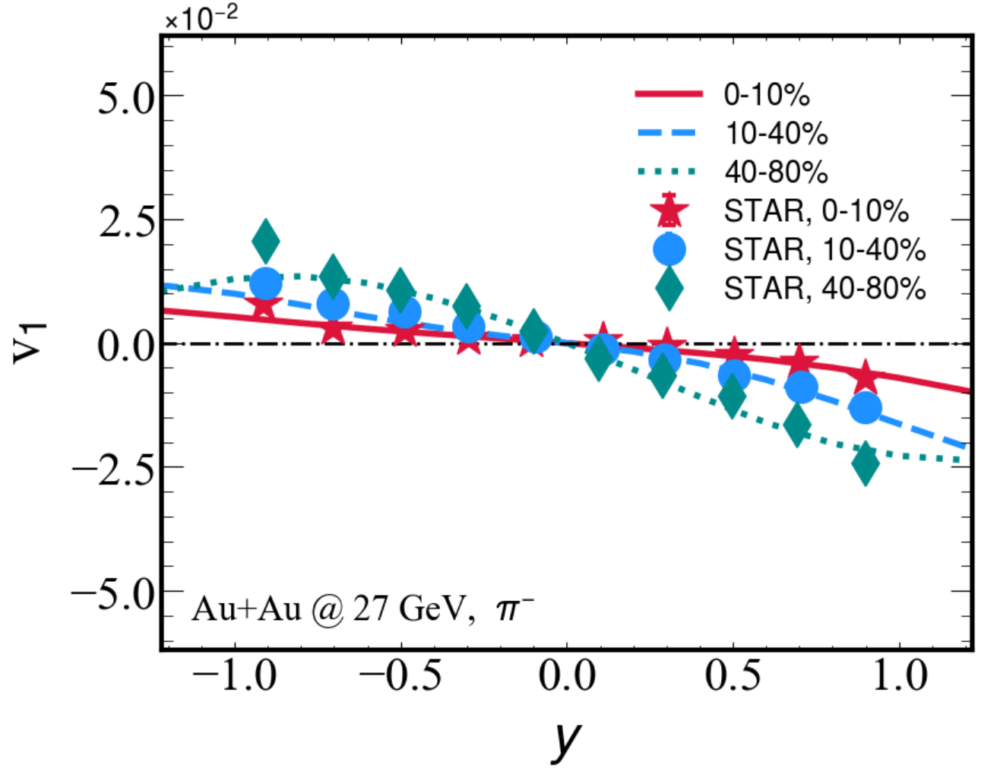 ×10⁻²
5.0
2.5
0.0
−2.5
−5.0
v₁
0-10%
10-40%
40-80%
STAR, 0-10%
STAR, 10-40%
STAR, 40-80%
Au+Au @ 27 GeV, π⁻
−1.0 −0.5 0.0 0.5 1.0
y